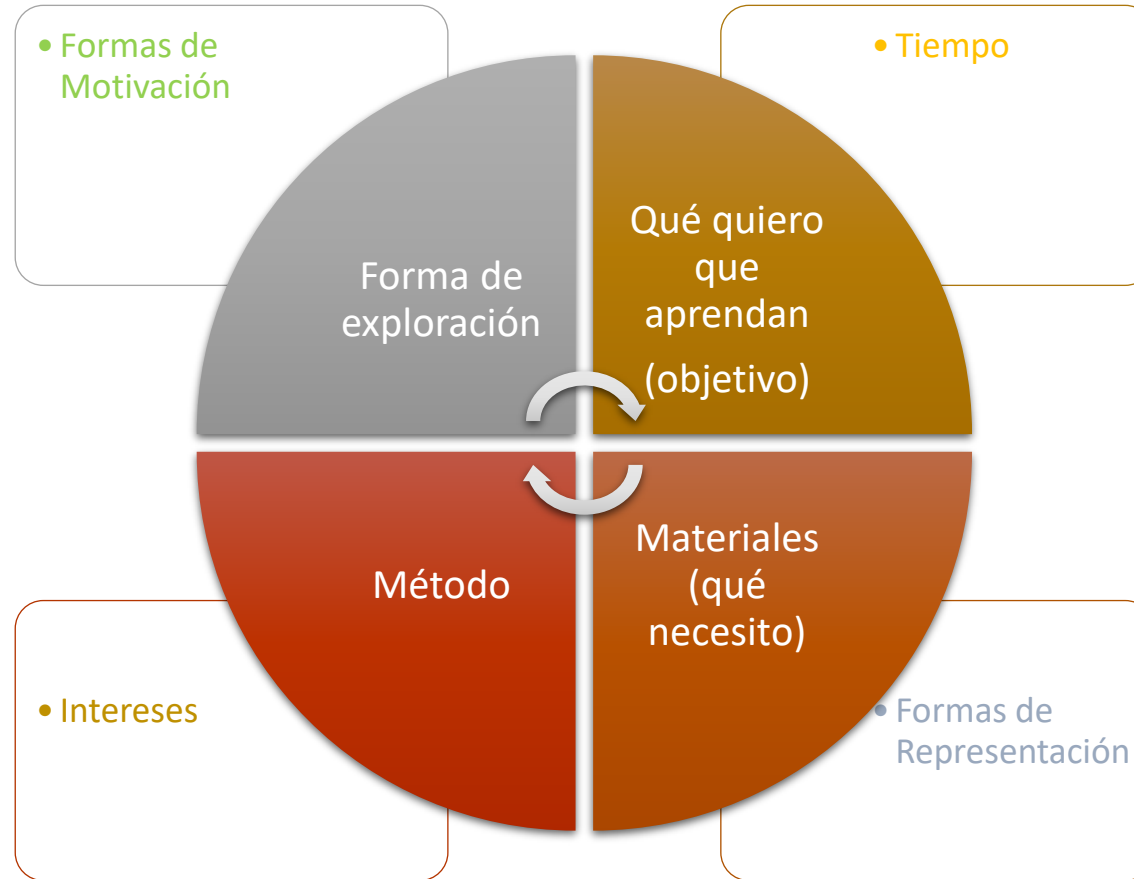 • Formas de
Motivación
• Tiempo
Forma de
exploración
Qué quiero
que
aprendan
(objetivo)
Método
Materiales
(qué
necesito)
• Intereses
• Formas de
Representación